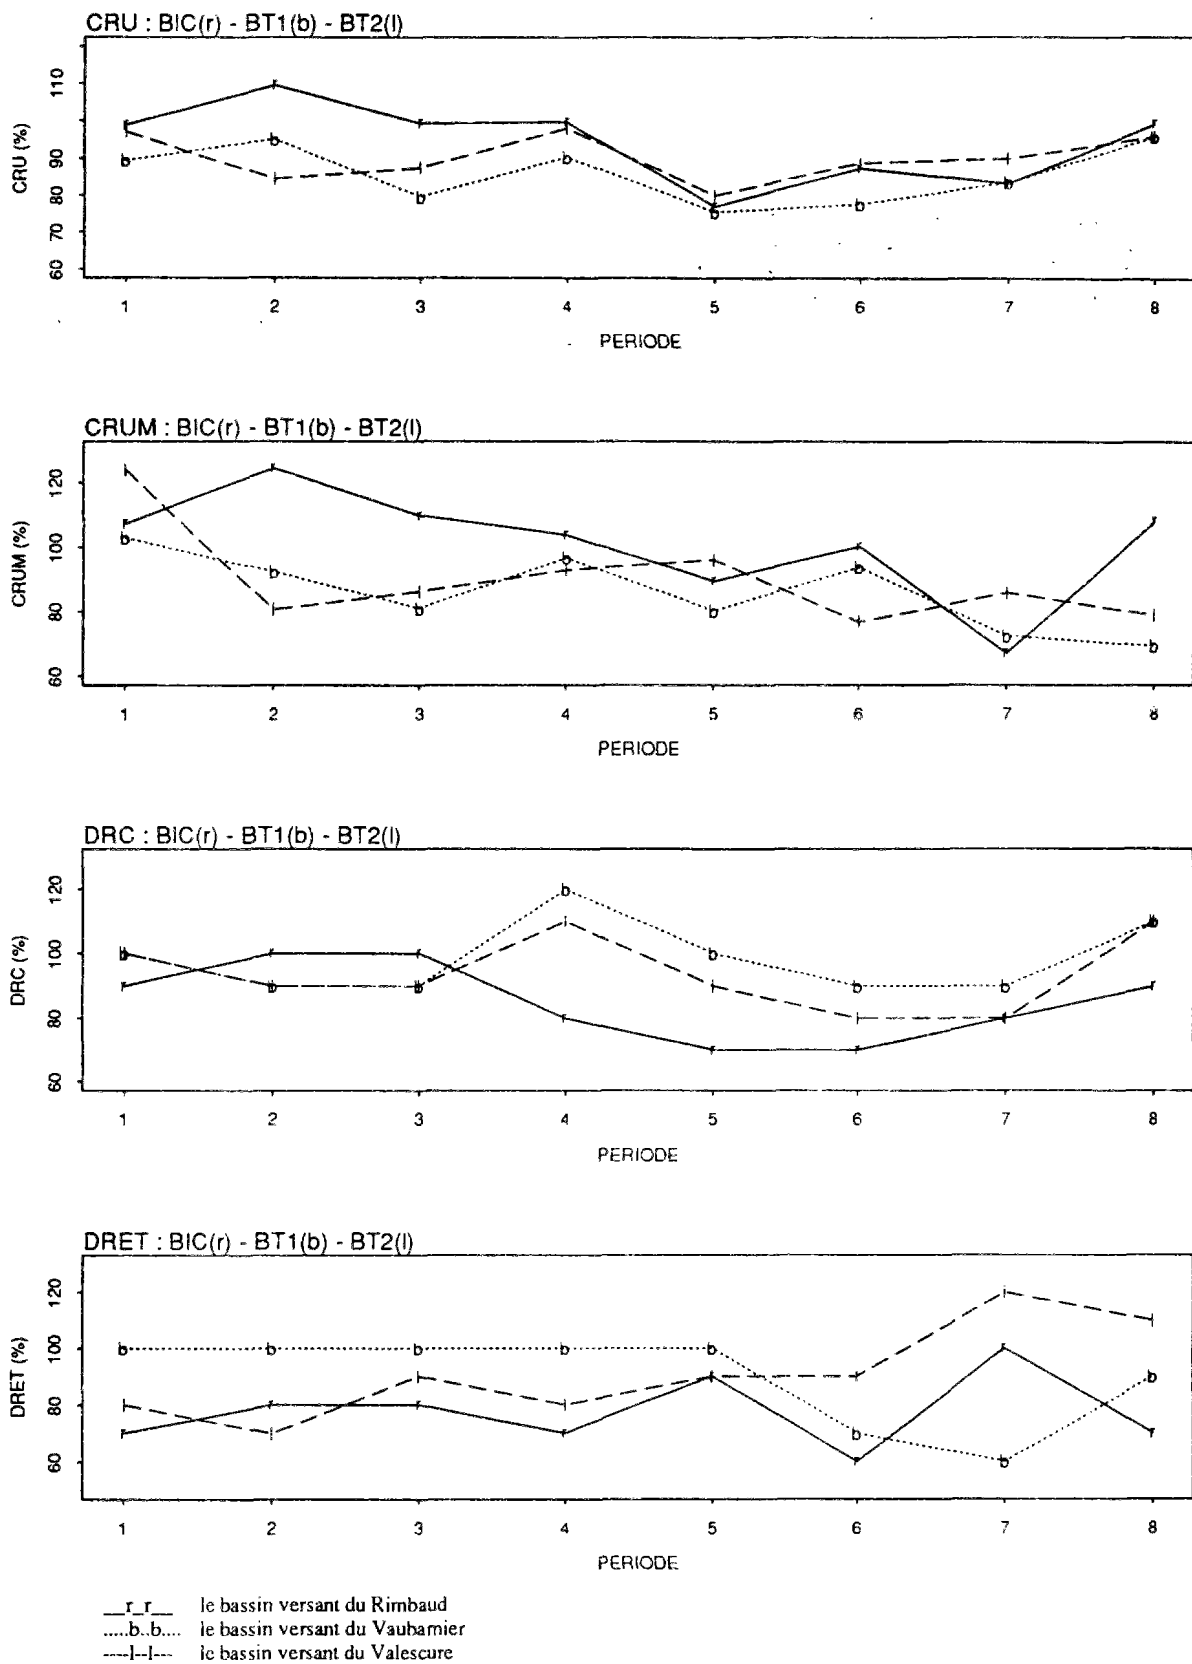 CRU : BIC(r) - BT1(b) - BT2(l)
CRU (%)
110
90
80
70
60
1 2 3 4 5 6 7 8
PERIODE
CRUM : BIC(r) - BT1(b) - BT2(l)
CRUM (%)
120
100
80
60
1 2 3 4 5 6 7 8
PERIODE
DRC : BIC(r) - BT1(b) - BT2(l)
DRC (%)
120
100
80
60
1 2 3 4 5 6 7 8
PERIODE
DRET : BIC(r) - BT1(b) - BT2(l)
DRET (%)
120
100
80
60
1 2 3 4 5 6 7 8
PERIODE
__r_r__ le bassin versant du Rimbaud
.....b..b.... le bassin versant du Vaubarnier
----l--l--- le bassin versant du Valescure